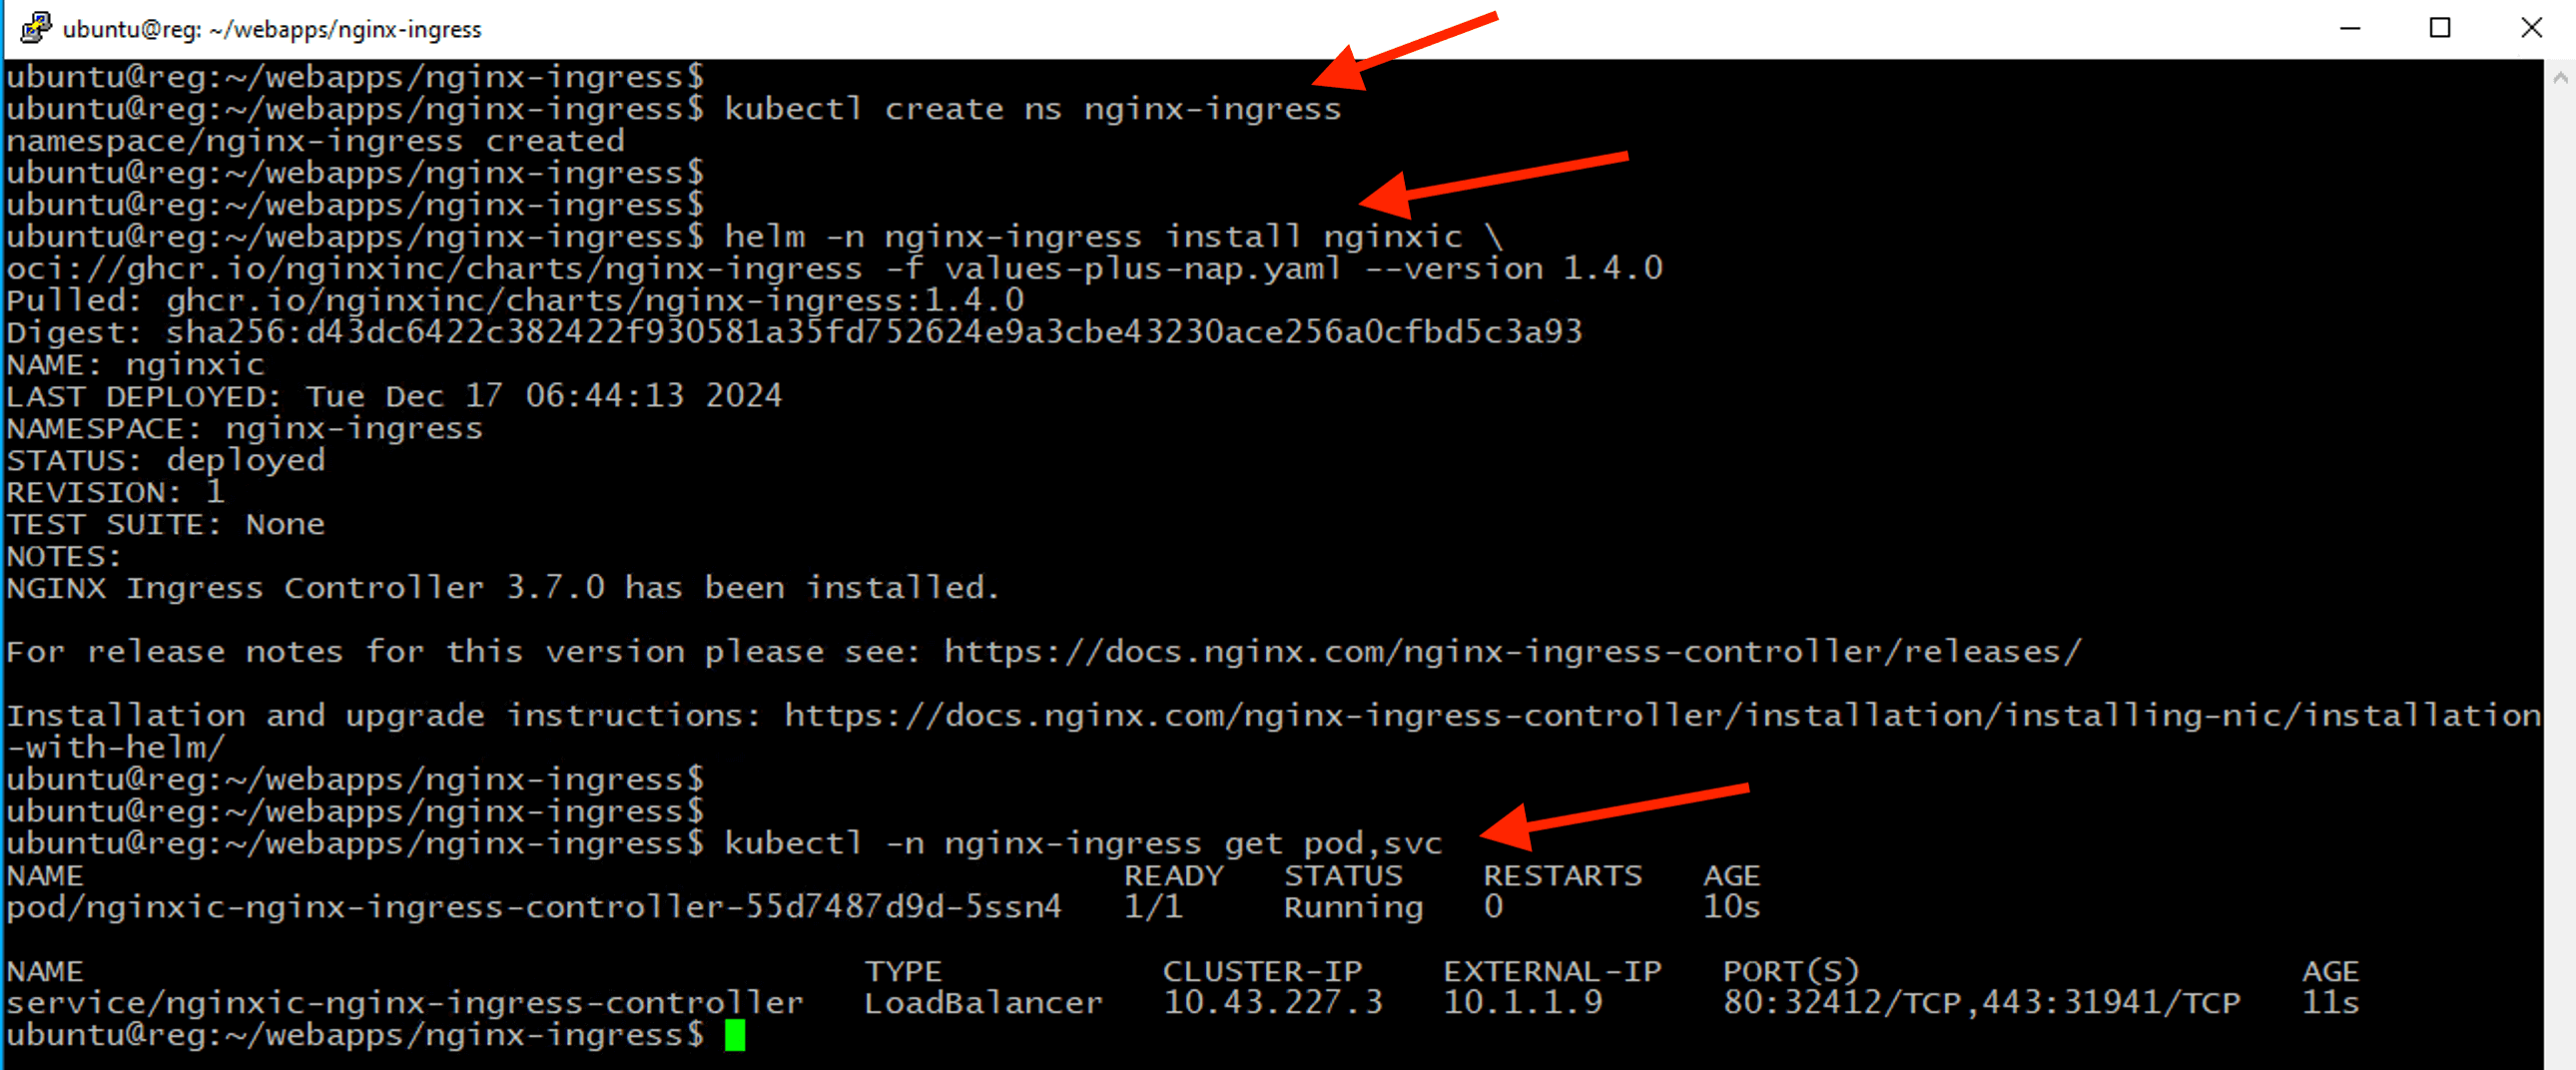 ubuntu@reg: ~/webapps/nginx-ingress
ubuntu@reg:~/webapps/nginx-ingress$
ubuntu@reg:~/webapps/nginx-ingress$ kubectl create ns nginx-ingress
namespace/nginx-ingress created
ubuntu@reg:~/webapps/nginx-ingress$
ubuntu@reg:~/webapps/nginx-ingress$
ubuntu@reg:~/webapps/nginx-ingress$ helm -n nginx-ingress install nginxic \
oci://ghcr.io/nginxinc/charts/nginx-ingress -f values-plus-nap.yaml --version 1.4.0
Pulled: ghcr.io/nginxinc/charts/nginx-ingress:1.4.0
Digest: sha256:d43dc6422c382422f930581a35fd752624e9a3cbe43230ace256a0cfbd5c3a93
NAME: nginxic
LAST DEPLOYED: Tue Dec 17 06:44:13 2024
NAMESPACE: nginx-ingress
STATUS: deployed
REVISION: 1
TEST SUITE: None
NOTES:
NGINX Ingress Controller 3.7.0 has been installed.
For release notes for this version please see: https://docs.nginx.com/nginx-ingress-controller/releases/
Installation and upgrade instructions: https://docs.nginx.com/nginx-ingress-controller/installation/installing-nic/installation
-with-helm/
ubuntu@reg:~/webapps/nginx-ingress$
ubuntu@reg:~/webapps/nginx-ingress$
ubuntu@reg:~/webapps/nginx-ingress$ kubectl -n nginx-ingress get pod,svc
NAME READY STATUS RESTARTS AGE
pod/nginxic-nginx-ingress-controller-55d7487d9d-5ssn4 1/1 Running 0 10s
NAME TYPE CLUSTER-IP EXTERNAL-IP PORT(S) AGE
service/nginxic-nginx-ingress-controller LoadBalancer 10.43.227.3 10.1.1.9 80:32412/TCP,443:31941/TCP 11s
ubuntu@reg:~/webapps/nginx-ingress$